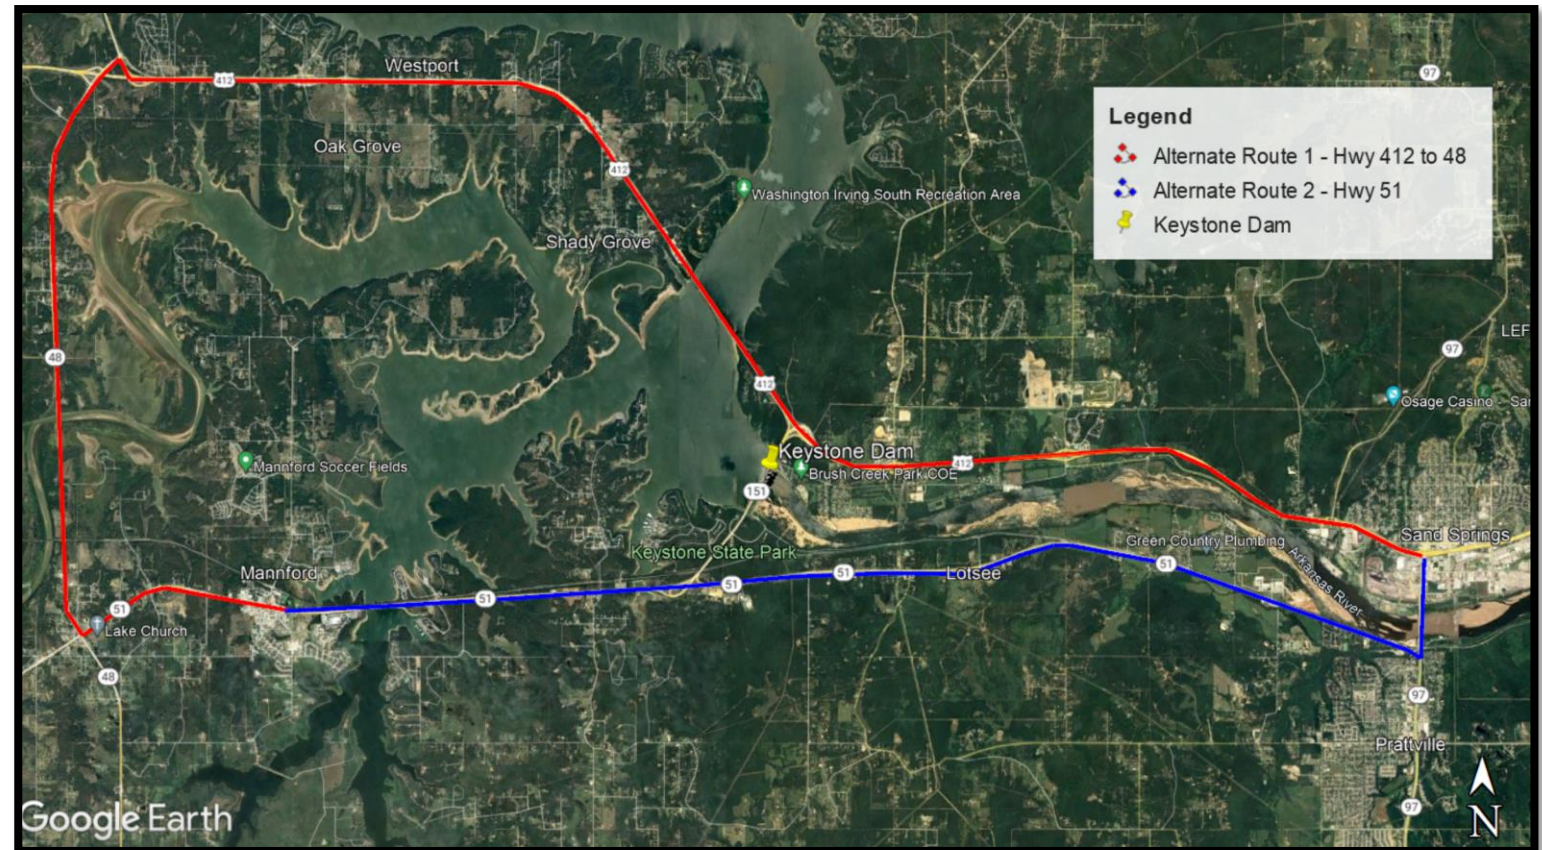 Westport
97
412
Legend
Oak Grove
Alternate Route 1 - Hwy 412 to 48
412
Alternate Route 2 - Hwy 51
Washington Irving South Recreation Area
Keystone Dam
Shady Grove
LEF
48
97
412
Osage Casino - Sa
Keystone Dam
Mannford Soccer Fields
412
Brush Creek Park COE
151
Sand Springs
Green Country Plumbing
Keystone State Park
Mannford
Lotsee
51
Arkansas River
51
51
51
51
Lake Church
48
97
Prattville
97
Google Earth
N